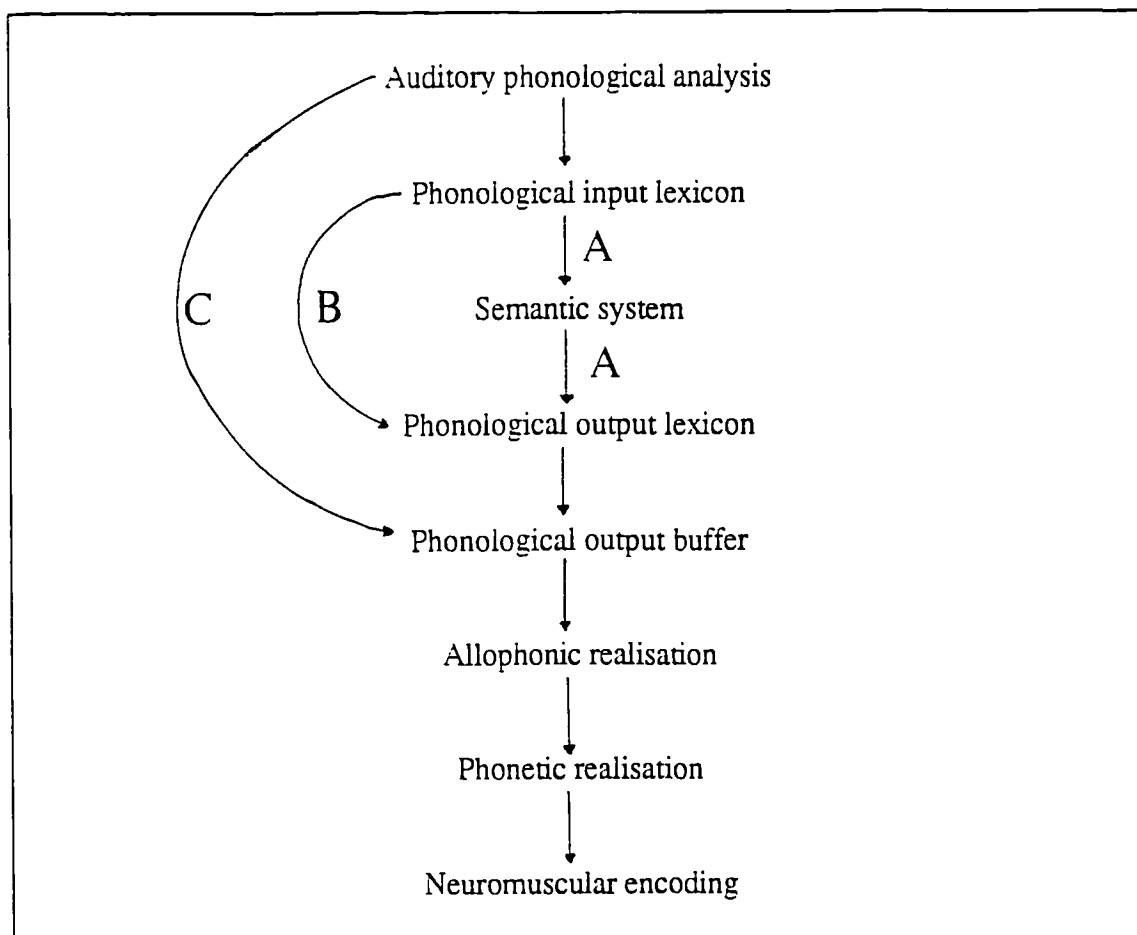 Auditory phonological analysis
Phonological input lexicon
A
C
B
Semantic system
A
Phonological output lexicon
Phonological output buffer
Allophonic realisation
Phonetic realisation
Neuromuscular encoding